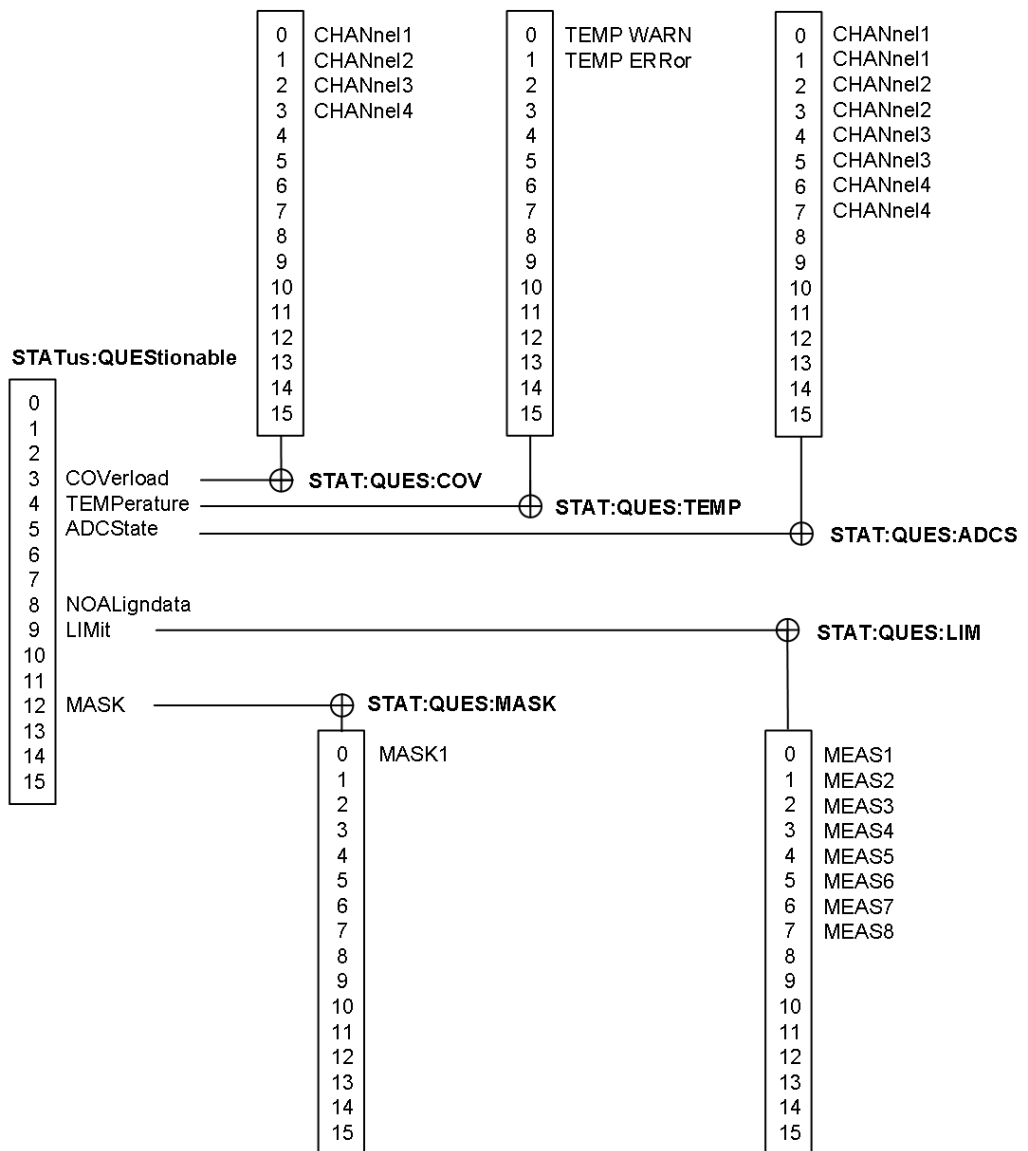 0 CHANnel1
1 CHANnel2
2 CHANnel3
3 CHANnel4
4
5
6
7
8
9
10
11
12
13
14
15
0 TEMP WARN
1 TEMP ERRor
2
3
4
5
6
7
8
9
10
11
12
13
14
15
0 CHANnel1
1 CHANnel1
2 CHANnel2
3 CHANnel2
4 CHANnel3
5 CHANnel3
6 CHANnel4
7 CHANnel4
8
9
10
11
12
13
14
15
STATus:QUEStionable
0
1
2
3 COVerload
4 TEMPerature
5 ADCState
6
7
8 NOALigndata
9 LIMit
10
11
12 MASK
13
14
15
STAT:QUES:COV
STAT:QUES:TEMP
STAT:QUES:ADCS
STAT:QUES:LIM
STAT:QUES:MASK
0 MASK1
1
2
3
4
5
6
7
8
9
10
11
12
13
14
15
0 MEAS1
1 MEAS2
2 MEAS3
3 MEAS4
4 MEAS5
5 MEAS6
6 MEAS7
7 MEAS8
8
9
10
11
12
13
14
15